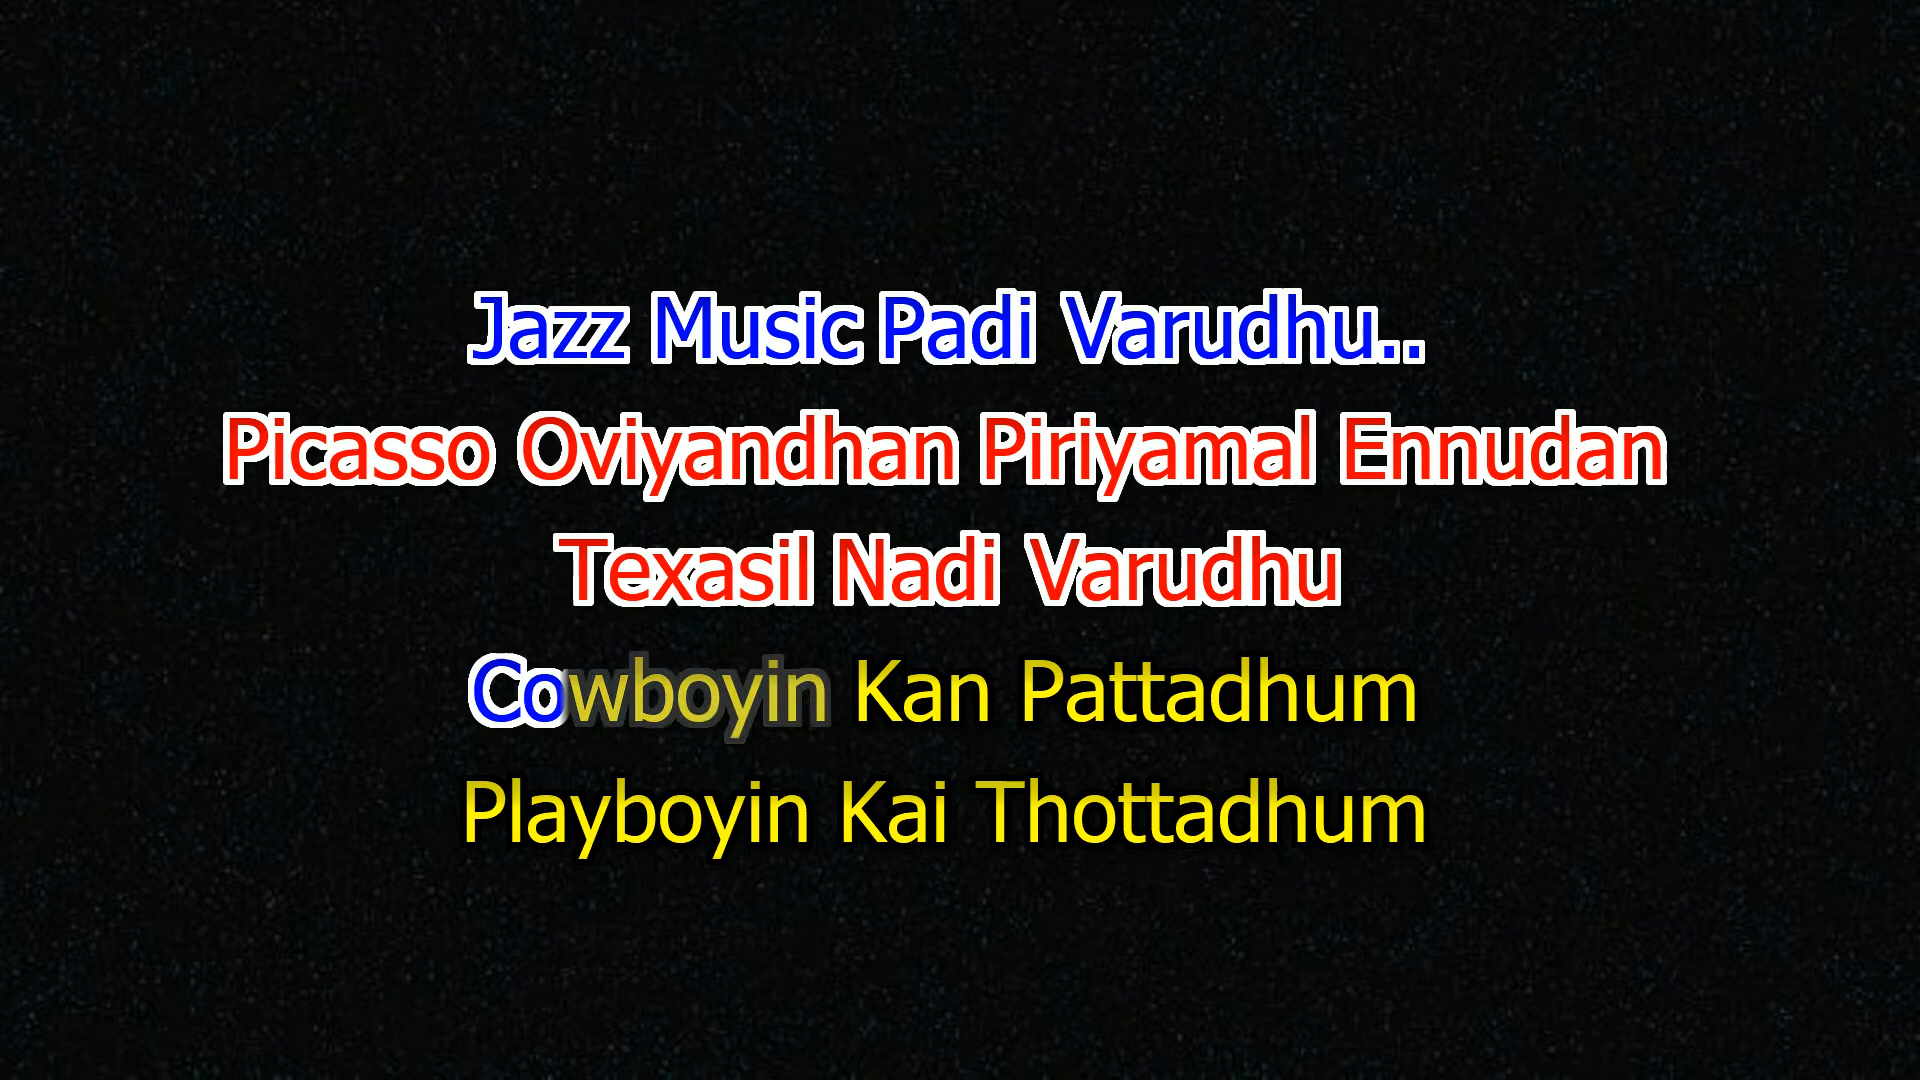 Jazz Music Padi Varudhu..
Picasso Oviyandhan Piriyamal Ennudan
Texasil Nadi Varudhu
Cowboyin Kan Pattadhum
Playboyin Kai Thottadhum